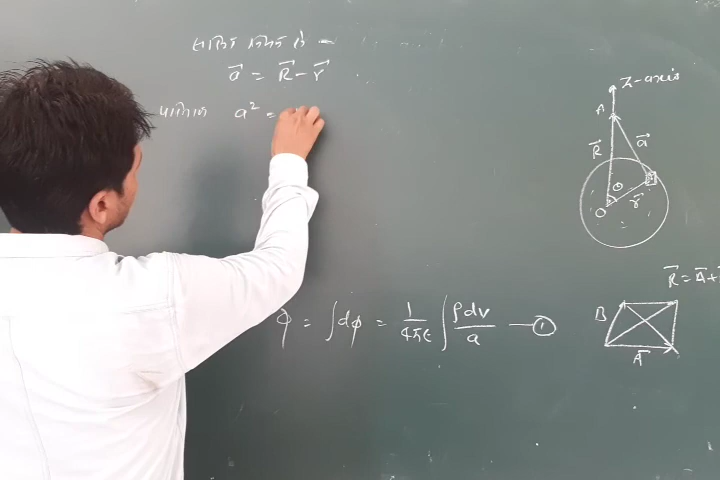 a⃗ = R⃗ − r⃗
a² =
ϕ = ∫dϕ = 1/4πε ∫ρdv/a —①
Z-axis
A
R⃗
a⃗
θ
r⃗
O
R⃗ = A⃗ +
B
A⃗